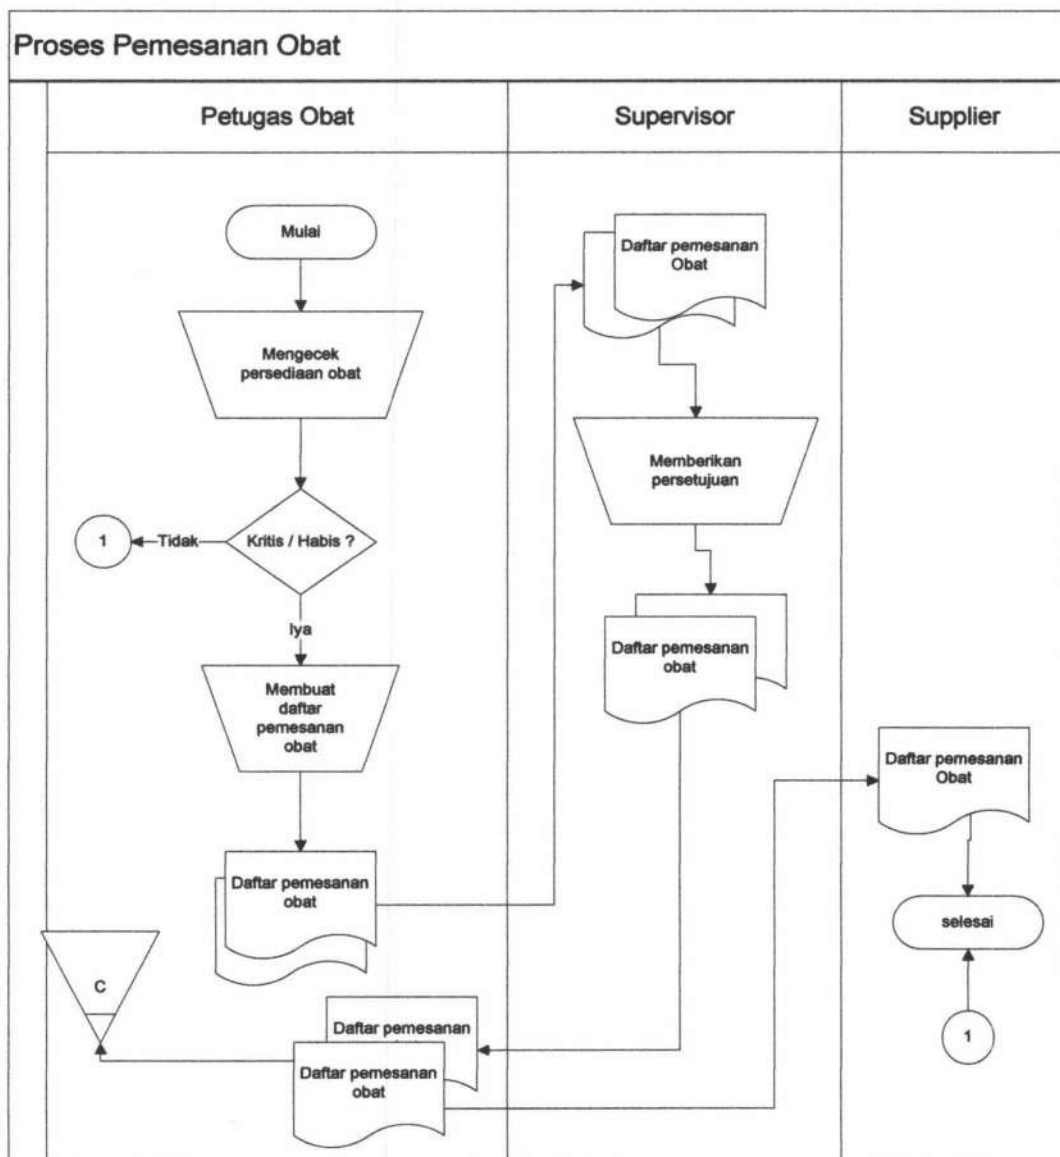 Proses Pemesanan Obat
Petugas Obat
Supervisor
Supplier
Mulai
Mengecek
persediaan obat
Kritis / Habis ?
Tidak
1
Iya
Membuat
daftar
pemesanan
obat
Daftar pemesanan
obat
C
Daftar pemesanan
Daftar pemesanan
obat
Daftar pemesanan
Obat
Memberikan
persetujuan
Daftar pemesanan
obat
Daftar pemesanan
Obat
selesai
1